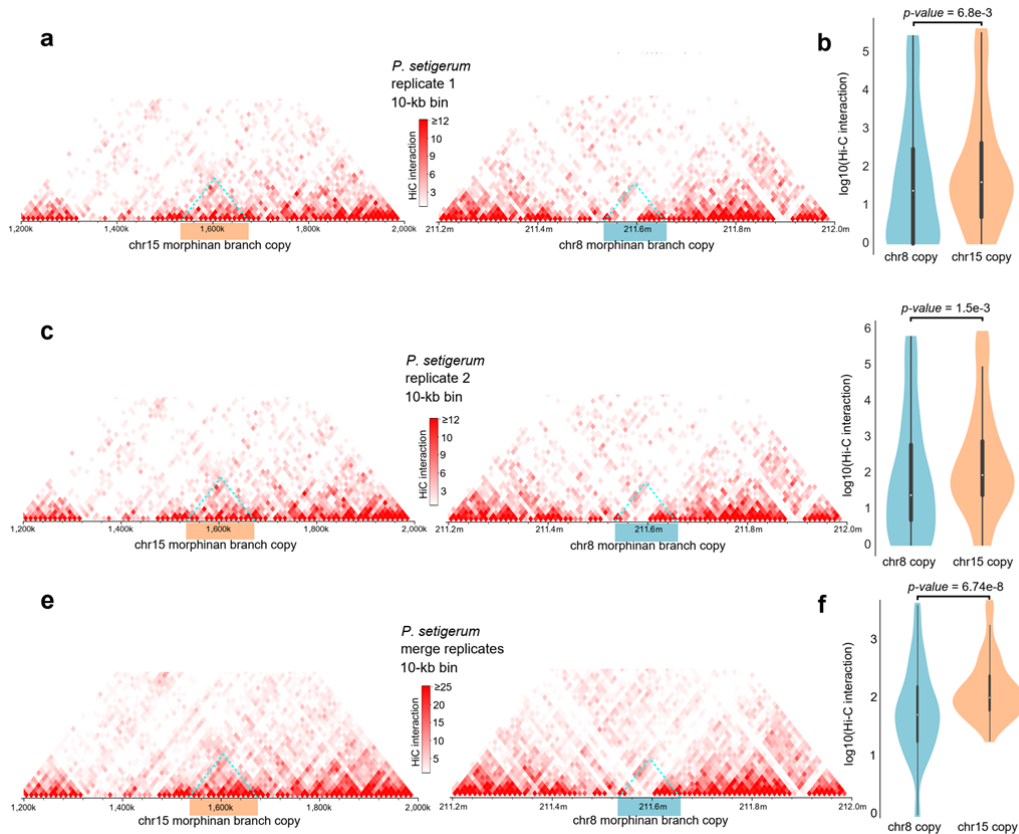 a
P. setigerum
replicate 1
10-kb bin
HiC interaction
≥12
10
9
6
3
1,200k
1,400k
1,600k
1,800k
2,000k
chr15 morphinan branch copy
211.2m
211.4m
211.6m
211.8m
212.0m
chr8 morphinan branch copy
b
p-value = 6.8e-3
log10(Hi-C interaction)
5
4
3
2
1
0
chr8 copy
chr15 copy
c
P. setigerum
replicate 2
10-kb bin
HiC interaction
≥12
10
9
6
3
1,200k
1,400k
1,600k
1,800k
2,000k
chr15 morphinan branch copy
211.2m
211.4m
211.6m
211.8m
212.0m
chr8 morphinan branch copy
p-value = 1.5e-3
log10(Hi-C interaction)
6
5
4
3
2
1
0
chr8 copy
chr15 copy
e
P. setigerum
merge replicates
10-kb bin
HiC interaction
≥25
20
15
10
5
1,200k
1,400k
1,600k
1,800k
2,000k
chr15 morphinan branch copy
211.2m
211.4m
211.6m
211.8m
212.0m
chr8 morphinan branch copy
f
p-value = 6.74e-8
log10(Hi-C interaction)
3
2
1
0
chr8 copy
chr15 copy